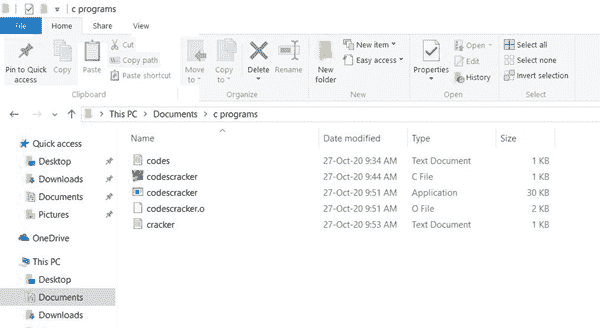 c programs
File Home Share View
Pin to Quick access
Copy
Paste
Cut
Copy path
Paste shortcut
Clipboard
Move to
Copy to
Delete
Rename
Organize
New folder
New item
Easy access
New
Properties
Open
Edit
History
Open
Select all
Select none
Invert selection
Select
This PC > Documents > c programs
Name Date modified Type Size
codes 27-Oct-20 9:34 AM Text Document 1 KB
codescracker 27-Oct-20 9:44 AM C File 1 KB
codescracker 27-Oct-20 9:51 AM Application 30 KB
codescracker.o 27-Oct-20 9:51 AM O File 2 KB
cracker 27-Oct-20 9:53 AM Text Document 1 KB
Quick access
Desktop
Downloads
Documents
Pictures
OneDrive
This PC
Desktop
Documents
Downloads